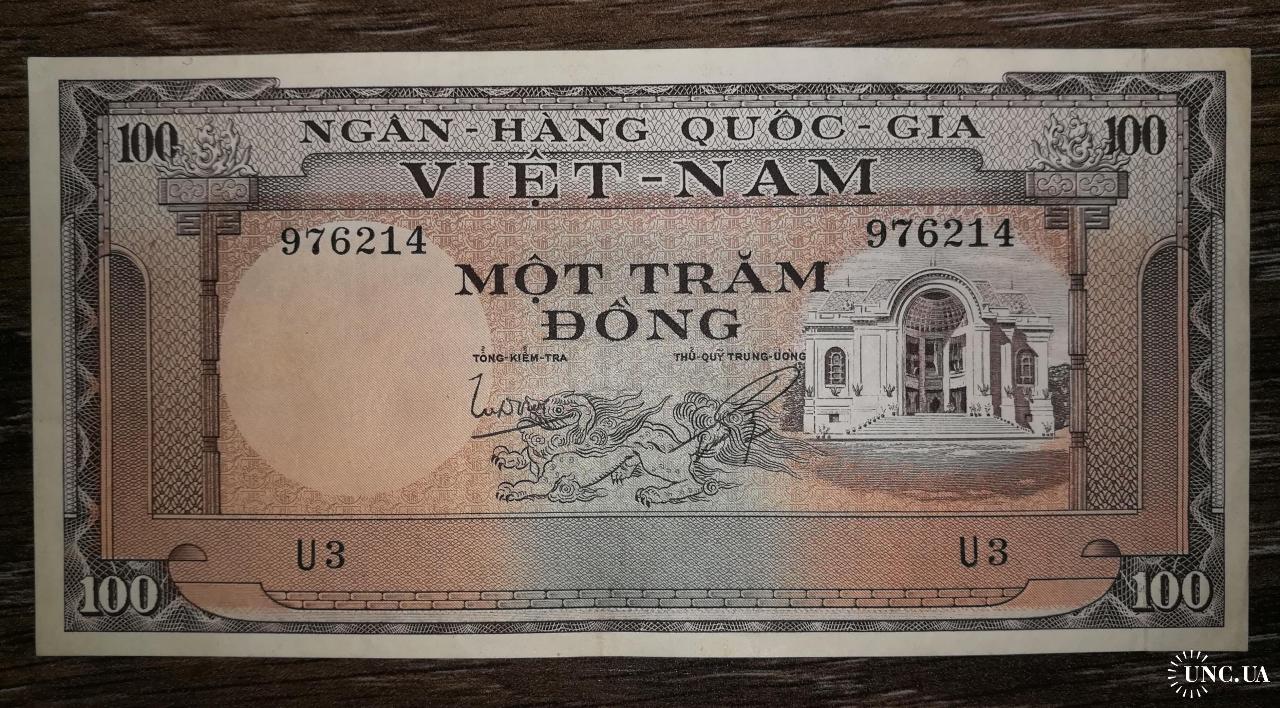 100
NGÂN-HÀNG QUỐC-GIA
100
VIỆT-NAM
976214
976214
MỘT TRĂM
ĐỒNG
TỔNG-KIỂM-TRA
THỦ-QUỸ TRUNG-ƯƠNG
U3
U3
100
100
UNC.UA